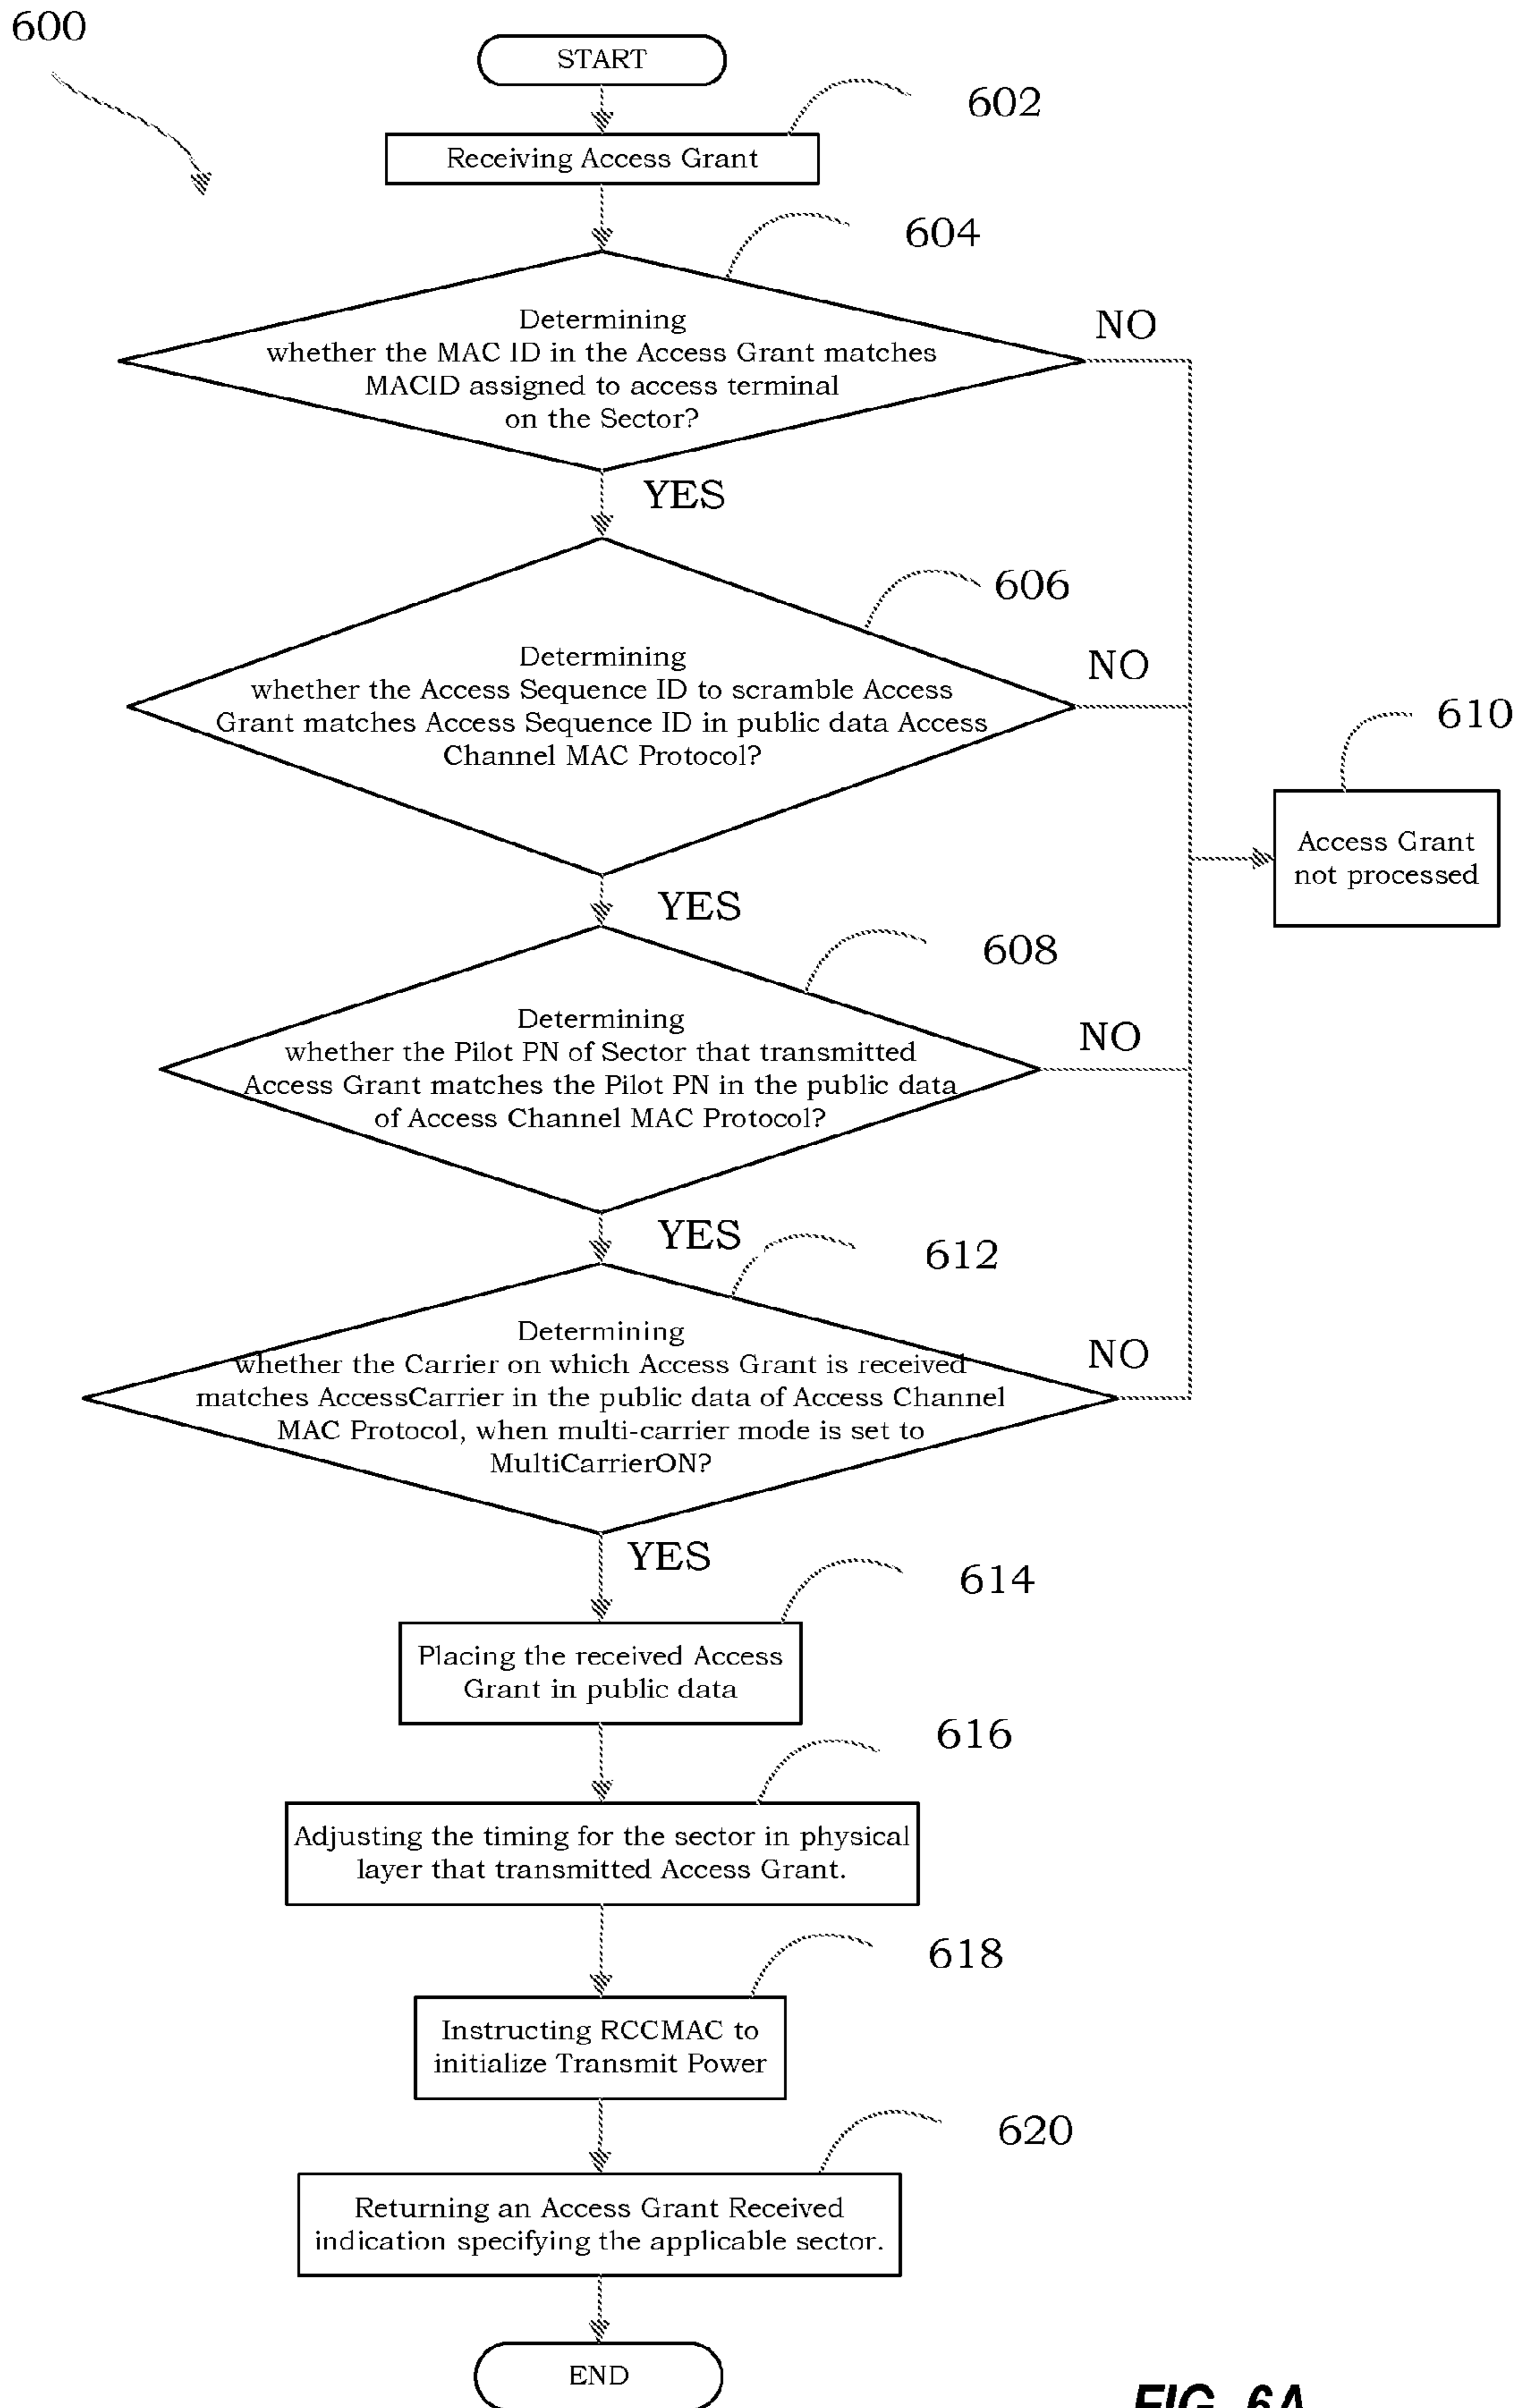 600
START
602
Receiving Access Grant
604
Determining
whether the MAC ID in the Access Grant matches
MACID assigned to access terminal
on the Sector?
NO
YES
606
Determining
whether the Access Sequence ID to scramble Access
Grant matches Access Sequence ID in public data Access
Channel MAC Protocol?
NO
610
Access Grant
not processed
YES
608
Determining
whether the Pilot PN of Sector that transmitted
Access Grant matches the Pilot PN in the public data
of Access Channel MAC Protocol?
NO
YES
612
Determining
whether the Carrier on which Access Grant is received
matches AccessCarrier in the public data of Access Channel
MAC Protocol, when multi-carrier mode is set to
MultiCarrierON?
NO
YES
614
Placing the received Access
Grant in public data
616
Adjusting the timing for the sector in physical
layer that transmitted Access Grant.
618
Instructing RCCMAC to
initialize Transmit Power
620
Returning an Access Grant Received
indication specifying the applicable sector.
END
FIG. 6A